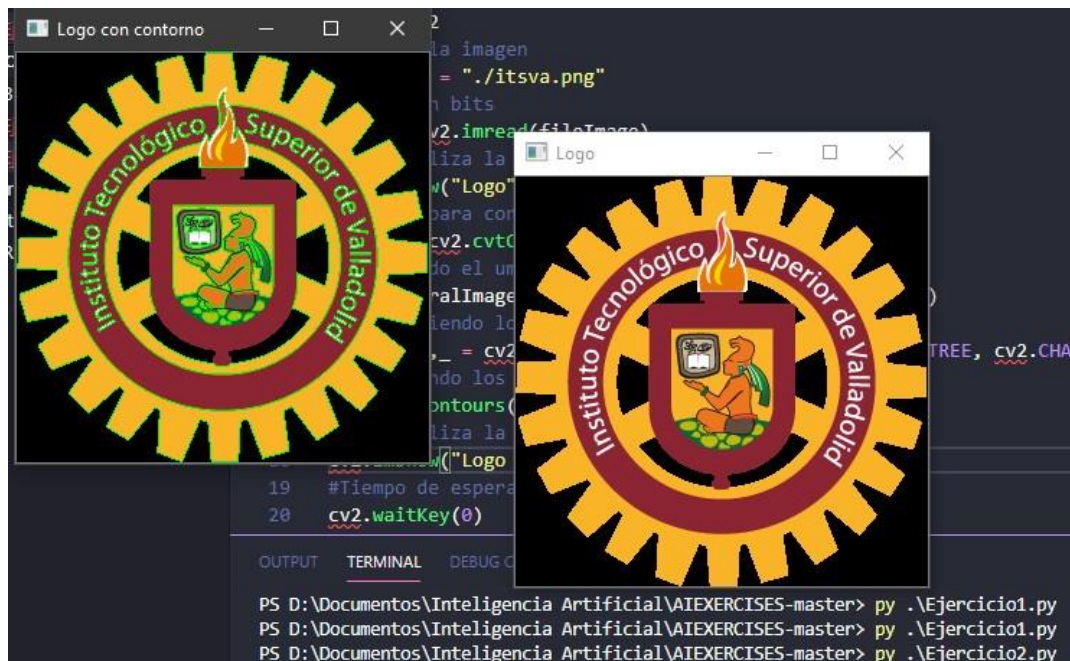 Logo con contorno
2
la imagen
= "./itsva.png"
n bits
v2.imread(fileImage)
liza la
w("Logo"
para con
cv2.cvtC
do el um
ralImage
)
iendo lo
,_ = cv2
TREE, cv2.CHA
ndo los
ontours(
liza la
("Logo
19 #Tiempo de espera
20 cv2.waitKey(0)
Instituto Tecnológico Superior de Valladolid
Logo
Instituto Tecnológico Superior de Valladolid
OUTPUT TERMINAL DEBUG C
PS D:\Documentos\Inteligencia Artificial\AIEXERCISES-master> py .\Ejercicio1.py
PS D:\Documentos\Inteligencia Artificial\AIEXERCISES-master> py .\Ejercicio1.py
PS D:\Documentos\Inteligencia Artificial\AIEXERCISES-master> py .\Ejercicio2.py